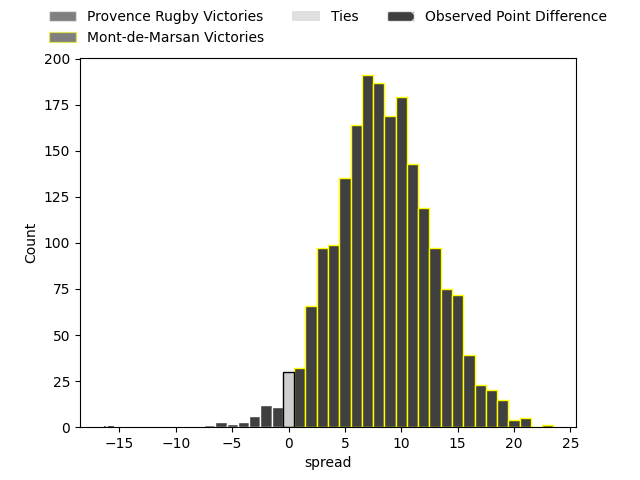 Provence Rugby Victories
Mont-de-Marsan Victories
Ties
Observed Point Difference
200
175
150
125
100
75
50
25
0
Count
−15 −10 −5 0 5 10 15 20 25
spread